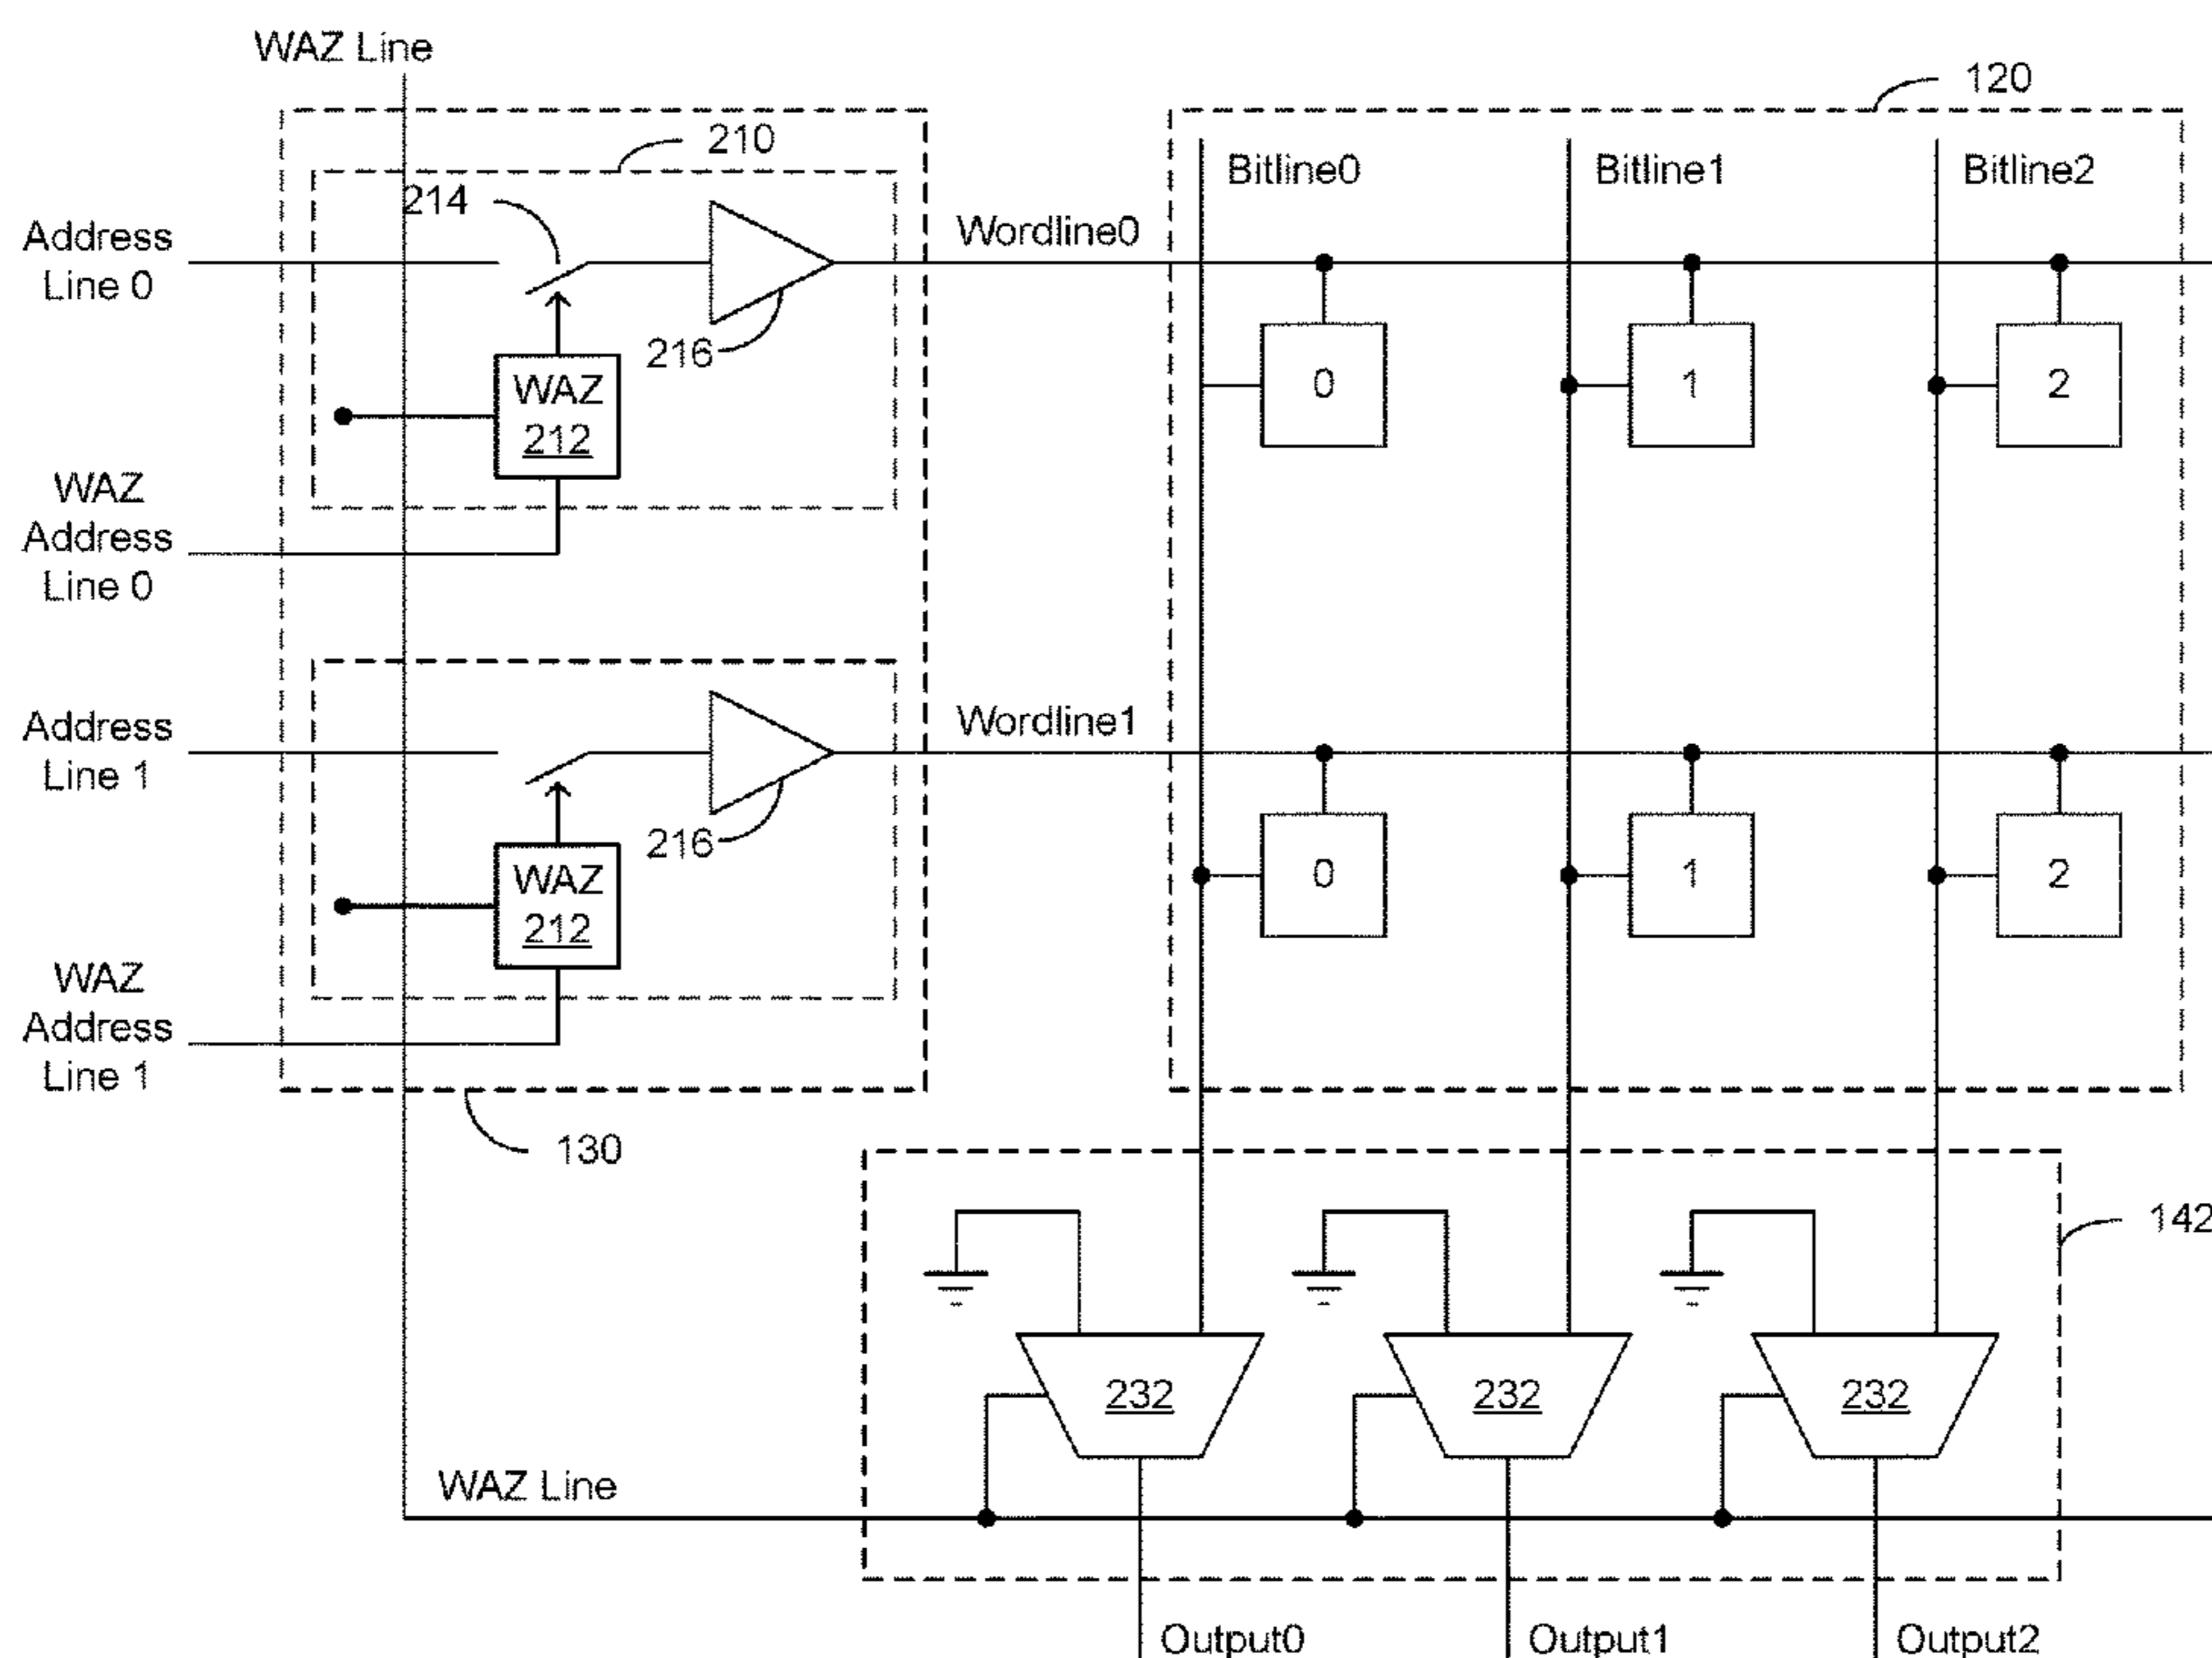 WAZ Line
120
210
Bitline0
Bitline1
Bitline2
214
Address
Line 0
Wordline0
216
0
1
2
WAZ
212
WAZ
Address
Line 0
Address
Line 1
Wordline1
216
0
1
2
WAZ
212
WAZ
Address
Line 1
130
142
232
232
232
WAZ Line
Output0
Output1
Output2